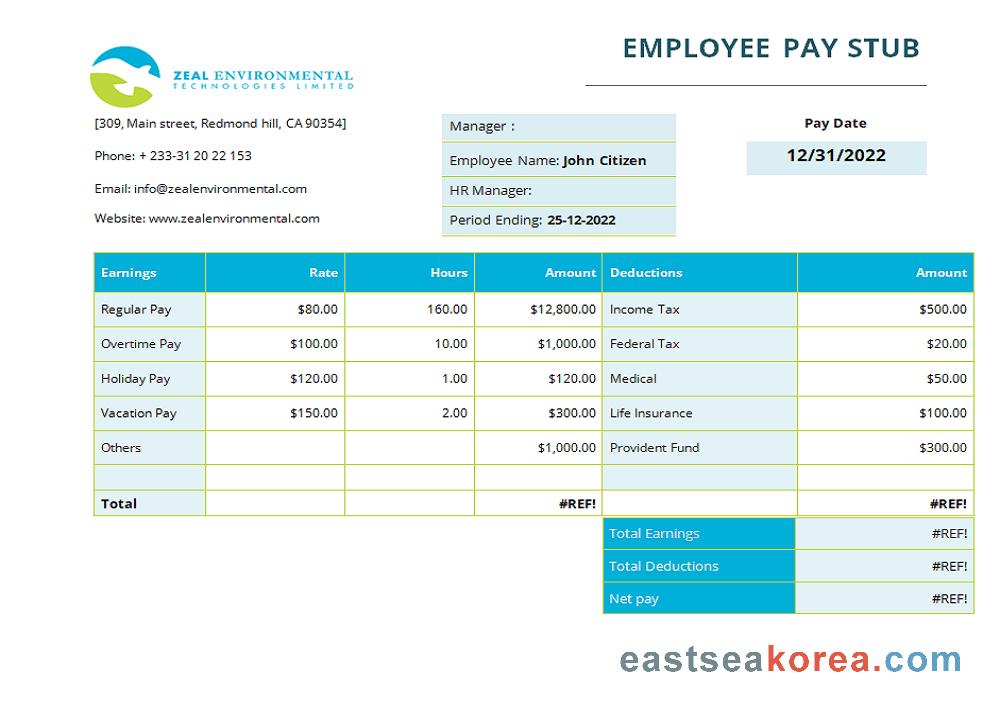 EMPLOYEE PAY STUB
ZEAL ENVIRONMENTAL
TECHNOLOGIES LIMITED
[309, Main street, Redmond hill, CA 90354]
Phone: + 233-31 20 22 153
Email: info@zealenvironmental.com
Website: www.zealenvironmental.com
Manager :
Employee Name: John Citizen
HR Manager:
Period Ending: 25-12-2022
Pay Date
12/31/2022
Earnings Rate Hours Amount Deductions Amount
Regular Pay $80.00 160.00 $12,800.00 Income Tax $500.00
Overtime Pay $100.00 10.00 $1,000.00 Federal Tax $20.00
Holiday Pay $120.00 1.00 $120.00 Medical $50.00
Vacation Pay $150.00 2.00 $300.00 Life Insurance $100.00
Others $1,000.00 Provident Fund $300.00
Total #REF! #REF!
Total Earnings #REF!
Total Deductions #REF!
Net pay #REF!
eastseakorea.com